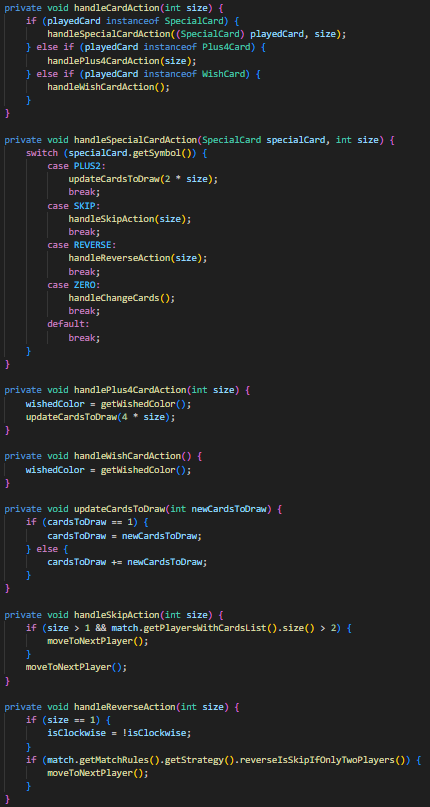 private void handleCardAction(int size) {
    if (playedCard instanceof SpecialCard) {
        handleSpecialCardAction((SpecialCard) playedCard, size);
    } else if (playedCard instanceof Plus4Card) {
        handlePlus4CardAction(size);
    } else if (playedCard instanceof WishCard) {
        handleWishCardAction();
    }
}

private void handleSpecialCardAction(SpecialCard specialCard, int size) {
    switch (specialCard.getSymbol()) {
        case PLUS2:
            updateCardsToDraw(2 * size);
            break;
        case SKIP:
            handleSkipAction(size);
            break;
        case REVERSE:
            handleReverseAction(size);
            break;
        case ZERO:
            handleChangeCards();
            break;
        default:
            break;
    }
}

private void handlePlus4CardAction(int size) {
    wishedColor = getWishedColor();
    updateCardsToDraw(4 * size);
}

private void handleWishCardAction() {
    wishedColor = getWishedColor();
}

private void updateCardsToDraw(int newCardsToDraw) {
    if (cardsToDraw == 1) {
        cardsToDraw = newCardsToDraw;
    } else {
        cardsToDraw += newCardsToDraw;
    }
}

private void handleSkipAction(int size) {
    if (size > 1 && match.getPlayersWithCardsList().size() > 2) {
        moveToNextPlayer();
    }
    moveToNextPlayer();
}

private void handleReverseAction(int size) {
    if (size == 1) {
        isClockwise = !isClockwise;
    }
    if (match.getMatchRules().getStrategy().reverseIsSkipIfOnlyTwoPlayers()) {
        moveToNextPlayer();
    }
}